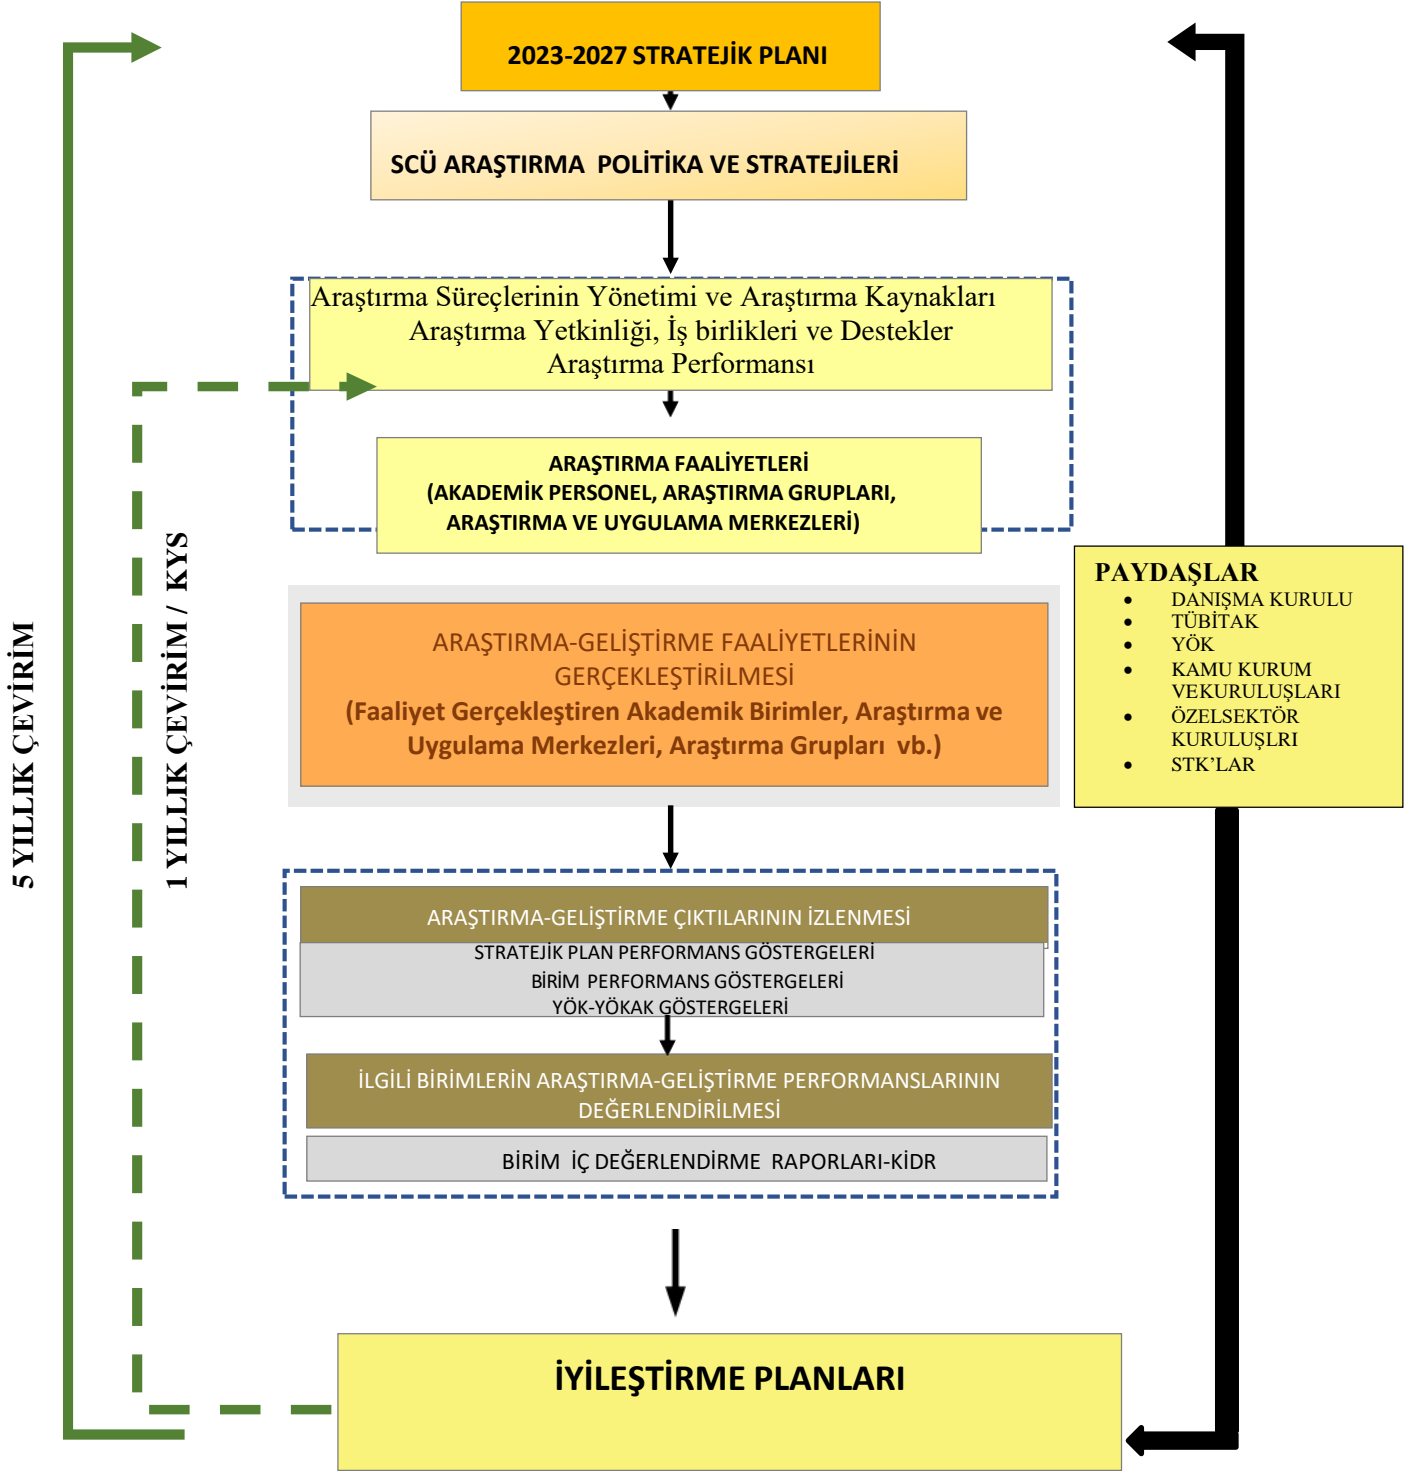 2023-2027 STRATEJİK PLANI
SCÜ ARAŞTIRMA POLİTİKA VE STRATEJİLERİ
Araştırma Süreçlerinin Yönetimi ve Araştırma Kaynakları
Araştırma Yetkinliği, İş birlikleri ve Destekler
Araştırma Performansı
ARAŞTIRMA FAALİYETLERİ
(AKADEMİK PERSONEL, ARAŞTIRMA GRUPLARI,
ARAŞTIRMA VE UYGULAMA MERKEZLERİ)
5 YILLIK ÇEVİRİM
1 YILLIK ÇEVİRİM / KYS
PAYDAŞLAR
• DANIŞMA KURULU
• TÜBİTAK
• YÖK
• KAMU KURUM
VEKURULUŞLARI
• ÖZELSEKTÖR
KURULUŞLRI
• STK'LAR
ARAŞTIRMA-GELİŞTİRME FAALİYETLERİNİN
GERÇEKLEŞTİRİLMESİ
(Faaliyet Gerçekleştiren Akademik Birimler, Araştırma ve
Uygulama Merkezleri, Araştırma Grupları vb.)
ARAŞTIRMA-GELİŞTİRME ÇIKTILARININ İZLENMESİ
STRATEJİK PLAN PERFORMANS GÖSTERGELERİ
BİRİM PERFORMANS GÖSTERGELERİ
YÖK-YÖKAK GÖSTERGELERİ
İLGİLİ BİRİMLERİN ARAŞTIRMA-GELİŞTİRME PERFORMANSLARININ
DEĞERLENDİRİLMESİ
BİRİM İÇ DEĞERLENDİRME RAPORLARI-KİDR
İYİLEŞTİRME PLANLARI